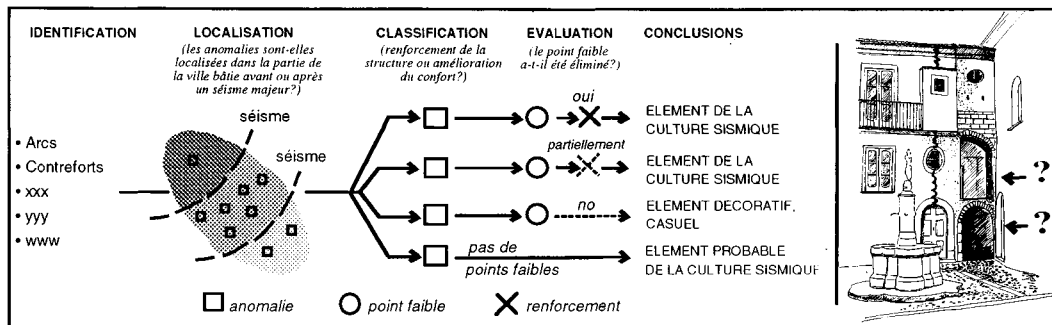 IDENTIFICATION
LOCALISATION
(les anomalies sont-elles
localisées dans la partie de
la ville bâtie avant ou après
un séisme majeur?)
CLASSIFICATION
(renforcement de la
structure ou amélioration
du confort?)
EVALUATION
(le point faible
a-t-il été éliminé?)
CONCLUSIONS
• Arcs
• Contreforts
• xxx
• yyy
• www
séisme
séisme
oui
ELEMENT DE LA
CULTURE SISMIQUE
partiellement
ELEMENT DE LA
CULTURE SISMIQUE
no
ELEMENT DECORATIF,
CASUEL
pas de
points faibles
ELEMENT PROBABLE
DE LA CULTURE SISMIQUE
anomalie
point faible
renforcement
?
?